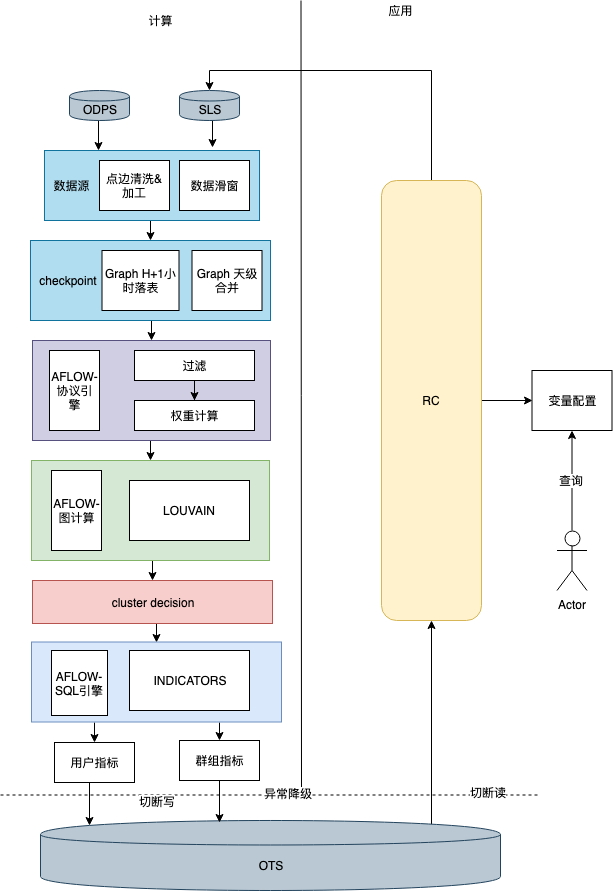 计算
应用
ODPS
SLS
数据源
点边清洗&
加工
数据滑窗
checkpoint
Graph H+1小
时落表
Graph 天级
合并
AFLOW-
协议引
擎
过滤
权重计算
RC
变量配置
AFLOW-
图计算
LOUVAIN
查询
Actor
cluster decision
AFLOW-
SQL引擎
INDICATORS
用户指标
群组指标
切断写
异常降级
切断读
OTS